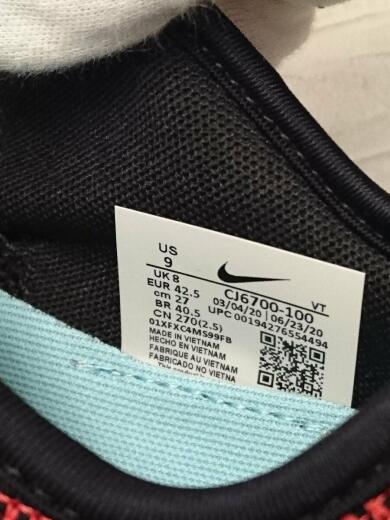 US
9
UK 8
EUR 42.5
cm 27
BR 40.5
CN 270(2.5)
01XFXC4MS99FB
MADE IN VIETNAM
HECHO EN VIETNAM
FABRIQUE AU VIETNAM
FABRICADO NO VIETNA
CJ6700-100 VT
03/04/20 06/23/20
UPC 00194276554494